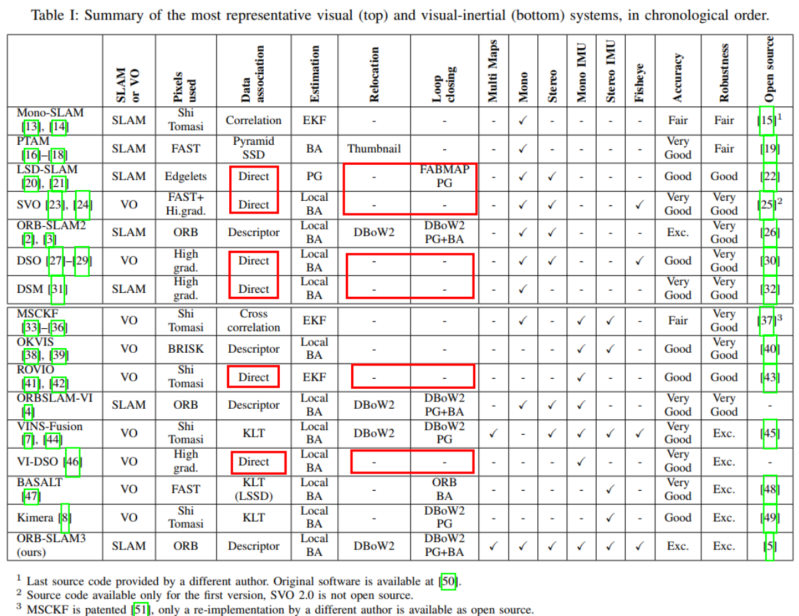 Table I: Summary of the most representative visual (top) and visual-inertial (bottom) systems, in chronological order.
SLAM or VO Pixels used Data association Estimation Relocation Loop closing Multi Maps Mono Stereo Mono IMU Stereo IMU Fisheye Accuracy Robustness Open source
Mono-SLAM [13], [14] SLAM Shi Tomasi Correlation EKF - - - ✓ - - - - Fair Fair [15]¹
PTAM [16]–[18] SLAM FAST Pyramid SSD BA Thumbnail - - ✓ - - - - Very Good Fair [19]
LSD-SLAM [20], [21] SLAM Edgelets Direct PG - FABMAP PG - ✓ ✓ - - - Good Good [22]
SVO [23], [24] VO FAST+ Hi.grad. Direct Local BA - - - ✓ ✓ - - ✓ Very Good Very Good [25]²
ORB-SLAM2 [2], [3] SLAM ORB Descriptor Local BA DBoW2 DBoW2 PG+BA - ✓ ✓ - - - Exc. Very Good [26]
DSO [27]–[29] VO High grad. Direct Local BA - - - ✓ ✓ - - ✓ Good Very Good [30]
DSM [31] SLAM High grad. Direct Local BA - - - ✓ - - - - Very Good Very Good [32]
MSCKF [33]–[36] VO Shi Tomasi Cross correlation EKF - - - ✓ - ✓ ✓ - Fair Very Good [37]³
OKVIS [38], [39] VO BRISK Descriptor Local BA - - - - - ✓ ✓ - Good Very Good [40]
ROVIO [41], [42] VO Shi Tomasi Direct EKF - - - - - ✓ - - Good Good [43]
ORBSLAM-VI [4] SLAM ORB Descriptor Local BA DBoW2 DBoW2 PG+BA - ✓ ✓ ✓ - - Very Good Very Good -
VINS-Fusion [7], [44] VO Shi Tomasi KLT Local BA DBoW2 DBoW2 PG ✓ - ✓ ✓ ✓ ✓ Very Good Exc. [45]
VI-DSO [46] VO High grad. Direct Local BA - - - - - ✓ - - Very Good Exc. -
BASALT [47] VO FAST KLT (LSSD) Local BA - ORB BA - - - - ✓ - Very Good Exc. [48]
Kimera [8] VO Shi Tomasi KLT Local BA - DBoW2 PG - - - - ✓ - Good Exc. [49]
ORB-SLAM3 (ours) SLAM ORB Descriptor Local BA DBoW2 DBoW2 PG+BA ✓ ✓ ✓ ✓ ✓ ✓ Exc. Exc. [5]
¹ Last source code provided by a different author. Original software is available at [50].
² Source code available only for the first version, SVO 2.0 is not open source.
³ MSCKF is patented [51], only a re-implementation by a different author is available as open source.